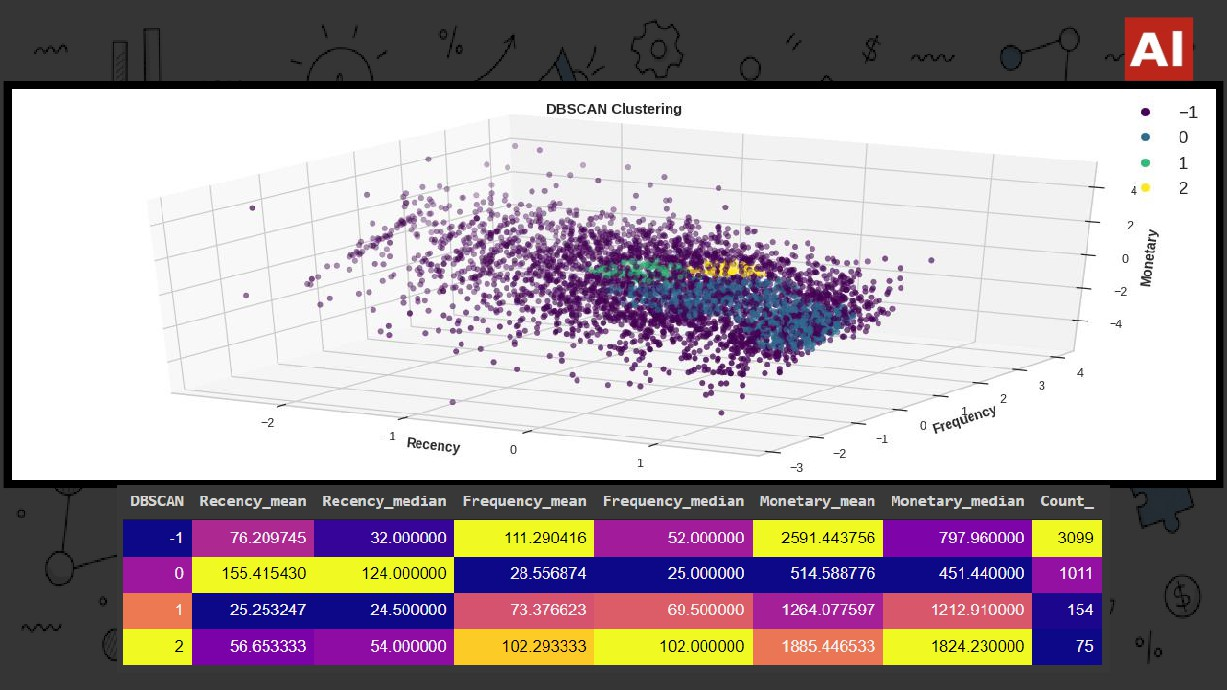 AI
DBSCAN Clustering
−1
0
1
2
4
2
0
−2
−4
Monetary
−2
1
0
1
Recency
−3
−2
−1
0
1
2
3
4
Frequency
DBSCAN Recency_mean Recency_median Frequency_mean Frequency_median Monetary_mean Monetary_median Count_
-1 76.209745 32.000000 111.290416 52.000000 2591.443756 797.960000 3099
0 155.415430 124.000000 28.556874 25.000000 514.588776 451.440000 1011
1 25.253247 24.500000 73.376623 69.500000 1264.077597 1212.910000 154
2 56.653333 54.000000 102.293333 102.000000 1885.446533 1824.230000 75